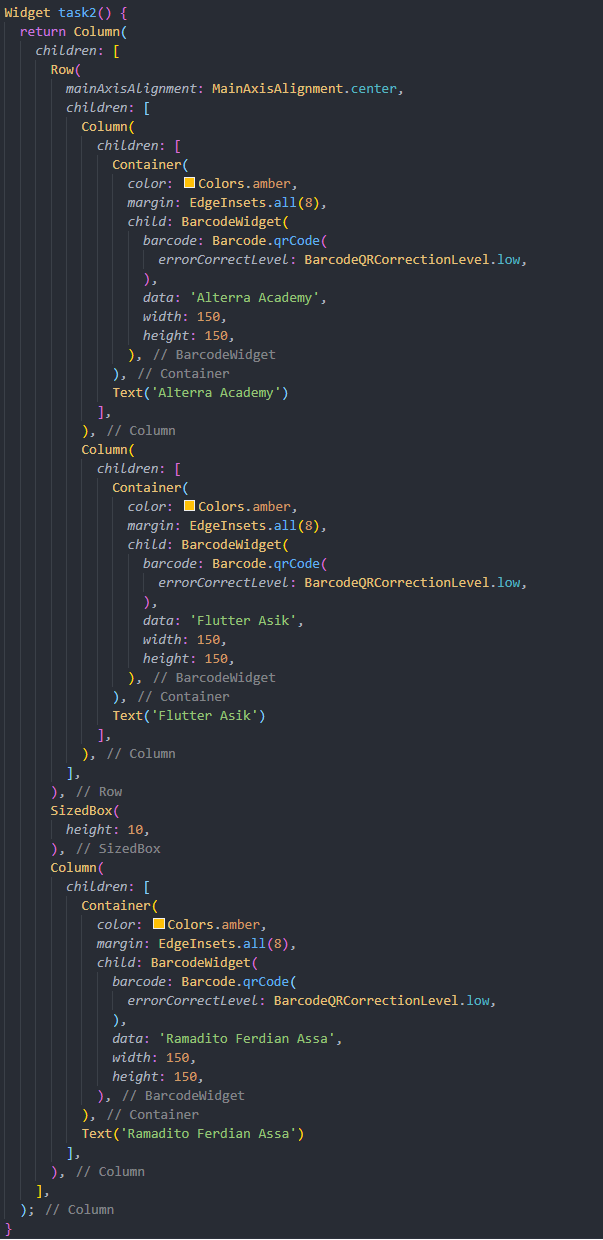 Widget task2() {
  return Column(
    children: [
      Row(
        mainAxisAlignment: MainAxisAlignment.center,
        children: [
          Column(
            children: [
              Container(
                color: Colors.amber,
                margin: EdgeInsets.all(8),
                child: BarcodeWidget(
                  barcode: Barcode.qrCode(
                    errorCorrectLevel: BarcodeQRCorrectionLevel.low,
                  ),
                  data: 'Alterra Academy',
                  width: 150,
                  height: 150,
                ), // BarcodeWidget
              ), // Container
              Text('Alterra Academy')
            ],
          ), // Column
          Column(
            children: [
              Container(
                color: Colors.amber,
                margin: EdgeInsets.all(8),
                child: BarcodeWidget(
                  barcode: Barcode.qrCode(
                    errorCorrectLevel: BarcodeQRCorrectionLevel.low,
                  ),
                  data: 'Flutter Asik',
                  width: 150,
                  height: 150,
                ), // BarcodeWidget
              ), // Container
              Text('Flutter Asik')
            ],
          ), // Column
        ],
      ), // Row
      SizedBox(
        height: 10,
      ), // SizedBox
      Column(
        children: [
          Container(
            color: Colors.amber,
            margin: EdgeInsets.all(8),
            child: BarcodeWidget(
              barcode: Barcode.qrCode(
                errorCorrectLevel: BarcodeQRCorrectionLevel.low,
              ),
              data: 'Ramadito Ferdian Assa',
              width: 150,
              height: 150,
            ), // BarcodeWidget
          ), // Container
          Text('Ramadito Ferdian Assa')
        ],
      ), // Column
    ],
  ); // Column
}